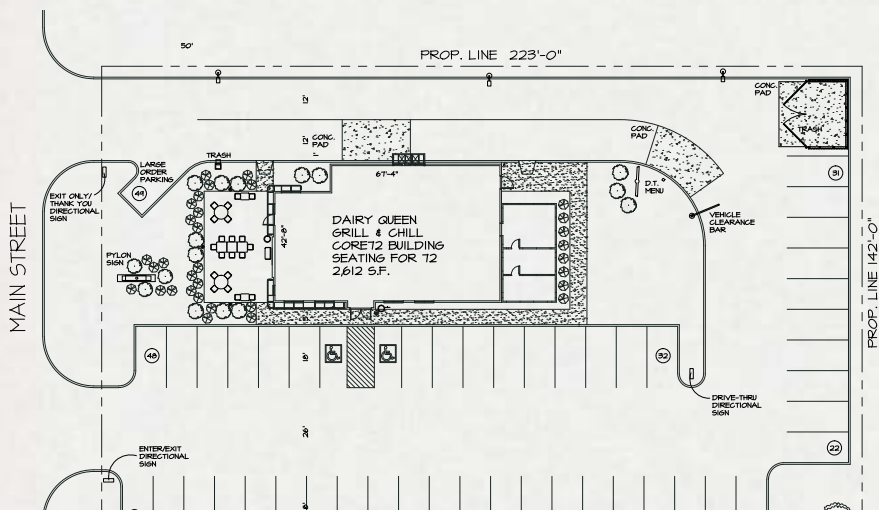 50'
PROP. LINE 223'-0"
12'
CONC.
PAD
TRASH
12'
CONC.
PAD
CONC.
PAD
TRASH
67'-4"
LARGE
ORDER
PARKING
49
EXIT ONLY/
THANK YOU
DIRECTIONAL
SIGN
D.T.
MENU
31
VEHICLE
CLEARANCE
BAR
MAIN STREET
PYLON
SIGN
42'-8"
DAIRY QUEEN
GRILL & CHILL
CORE72 BUILDING
SEATING FOR 72
2,612 S.F.
PROP. LINE 142'-0"
5'
48
18'
32
DRIVE-THRU
DIRECTIONAL
SIGN
26'
22
ENTER/EXIT
DIRECTIONAL
SIGN